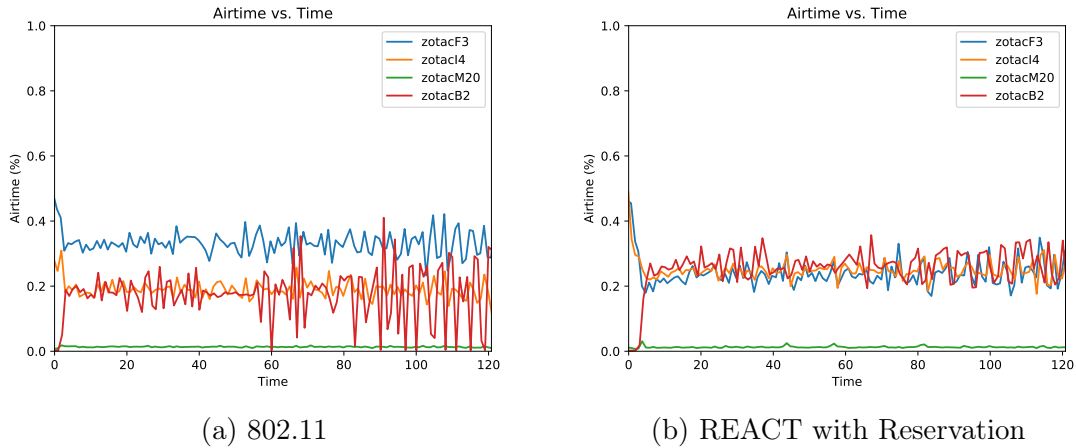 Airtime vs. Time
1.0
0.8
0.6
0.4
0.2
0.0
Airtime (%)
zotacF3
zotacI4
zotacM20
zotacB2
0
20
40
60
80
100
120
Time
(a) 802.11
Airtime vs. Time
1.0
0.8
0.6
0.4
0.2
0.0
Airtime (%)
zotacF3
zotacI4
zotacM20
zotacB2
0
20
40
60
80
100
120
Time
(b) REACT with Reservation